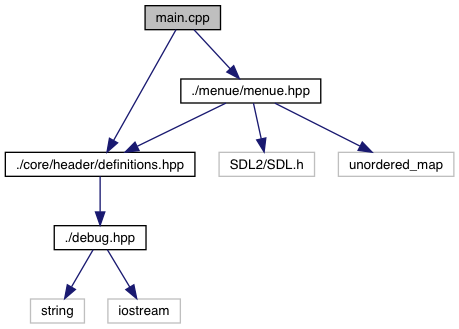 main.cpp
./menue/menue.hpp
./core/header/definitions.hpp
SDL2/SDL.h
unordered_map
./debug.hpp
string
iostream